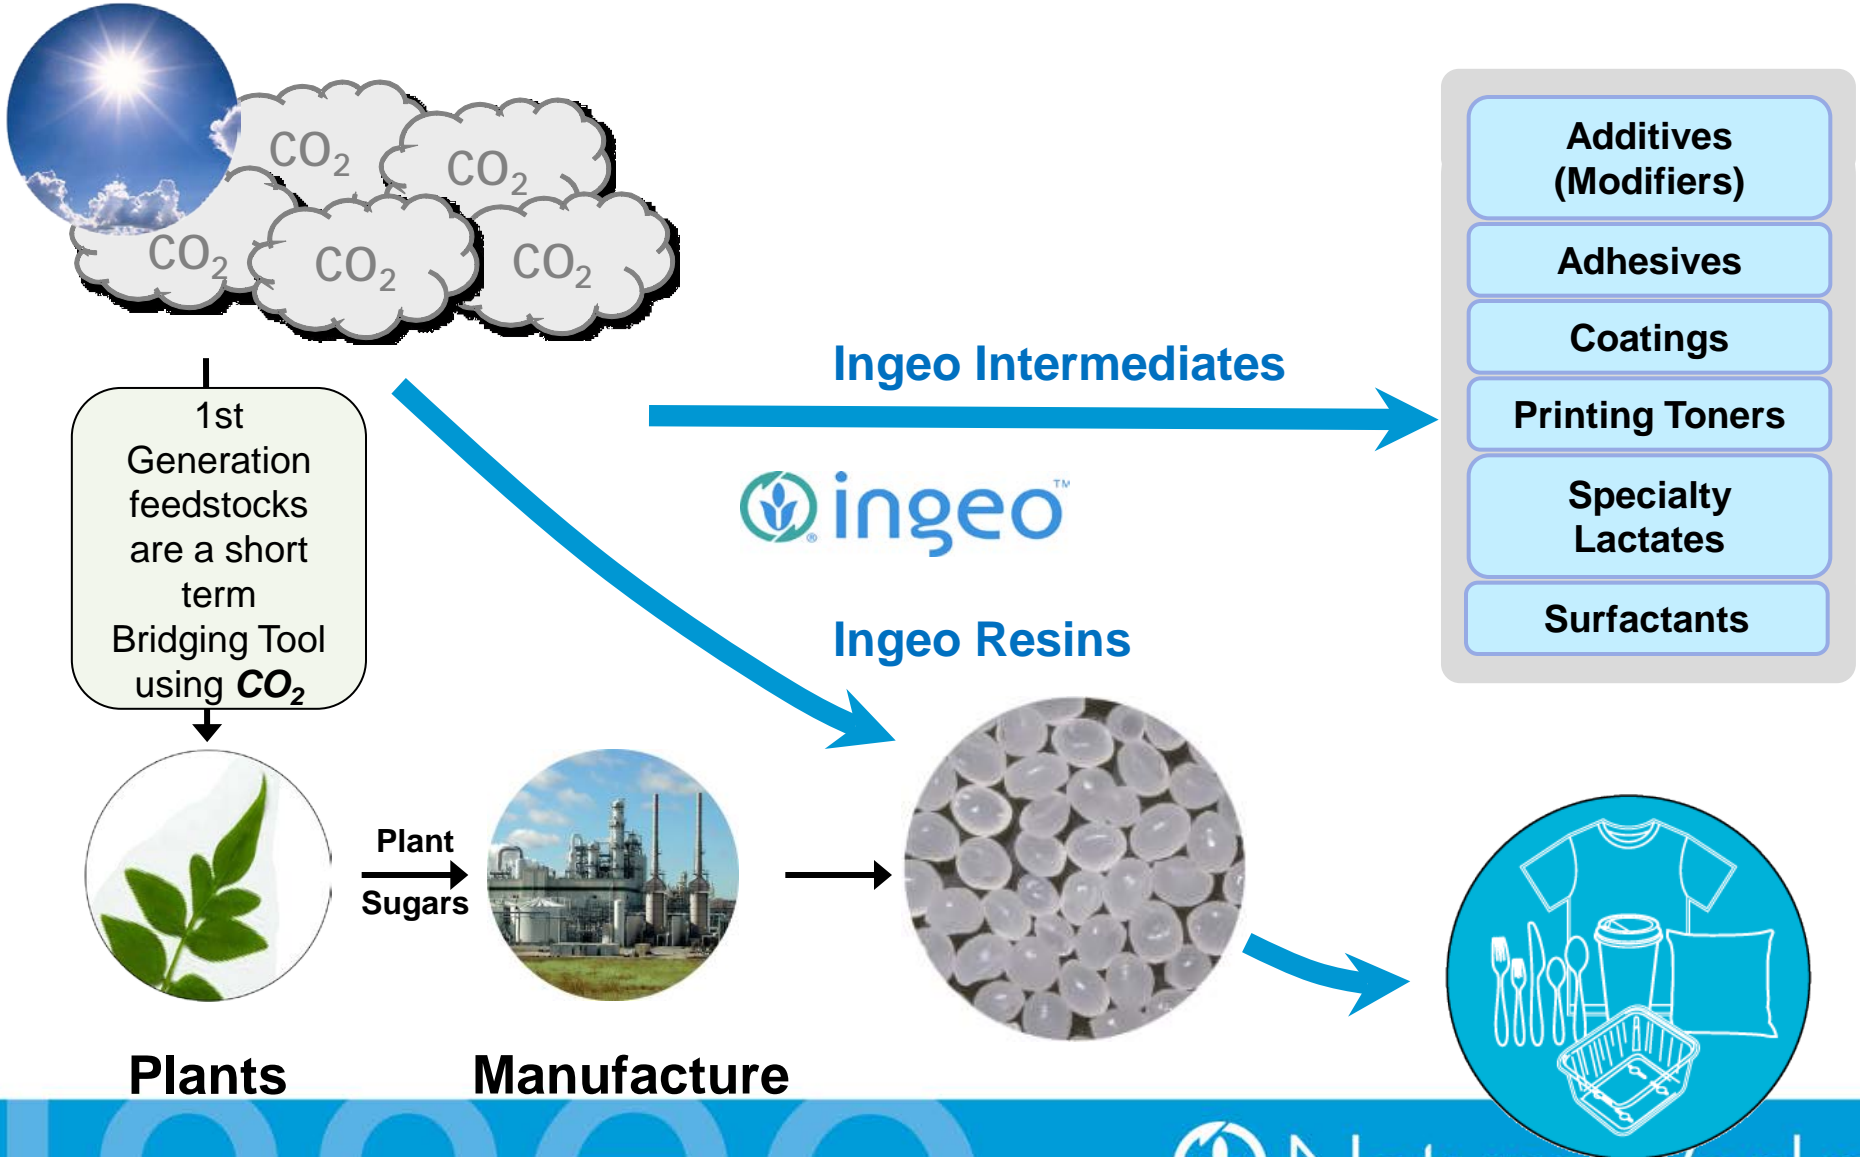 CO2
CO2
CO2
CO2
CO2
1st
Generation
feedstocks
are a short
term
Bridging Tool
using CO2
Plants
Plant
Sugars
Manufacture
Ingeo Intermediates
ingeo™
®
Ingeo Resins
Additives
(Modifiers)
Adhesives
Coatings
Printing Toners
Specialty
Lactates
Surfactants